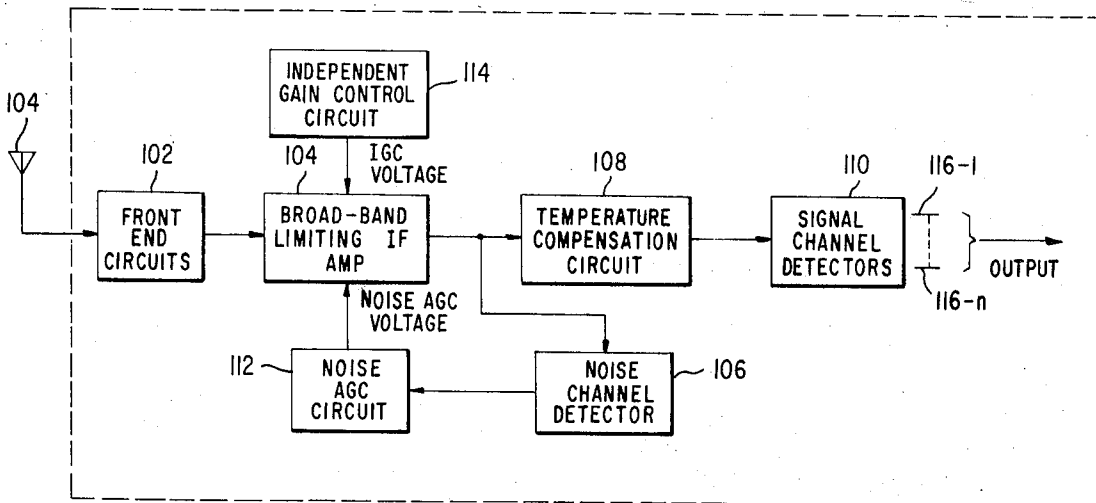 INDEPENDENT
GAIN CONTROL
CIRCUIT
114
104
IGC
VOLTAGE
102
104
108
110
116-1
FRONT
END
CIRCUITS
BROAD-BAND
LIMITING IF
AMP
TEMPERATURE
COMPENSATION
CIRCUIT
SIGNAL
CHANNEL
DETECTORS
OUTPUT
116-n
NOISE AGC
VOLTAGE
112
NOISE
AGC
CIRCUIT
NOISE
CHANNEL
DETECTOR
106